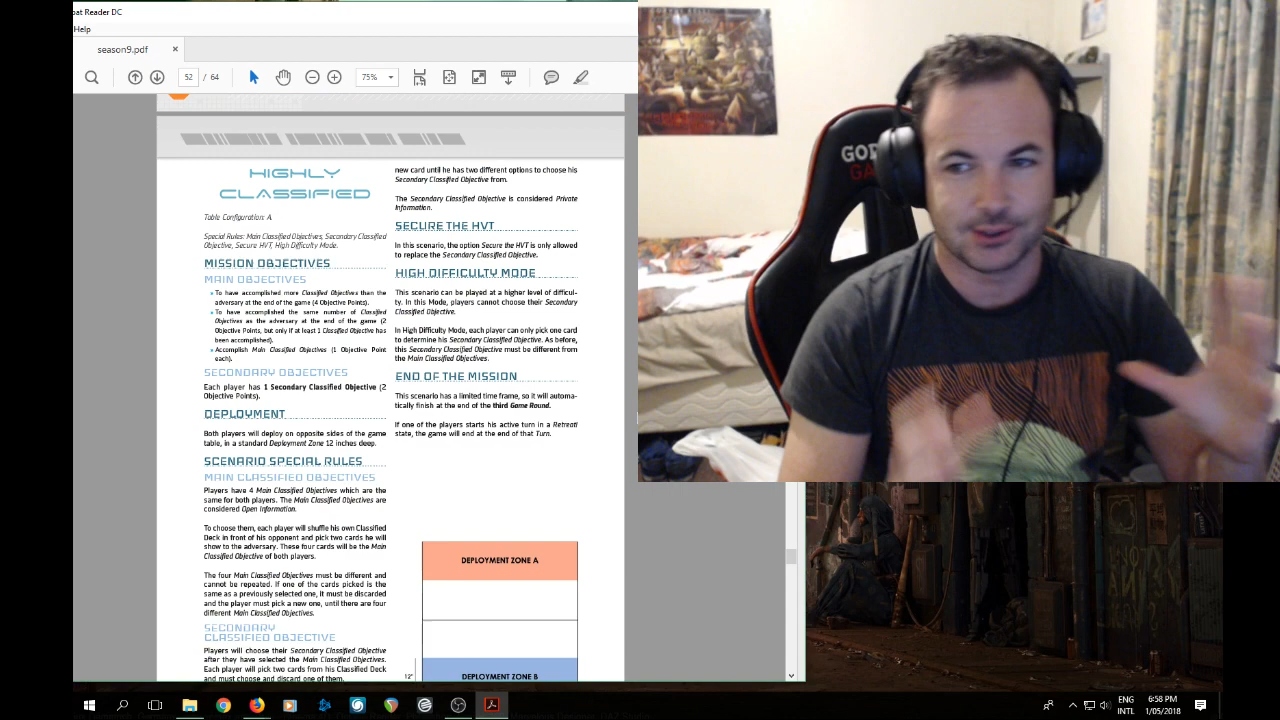 bat Reader DC
Help
season9.pdf
52 / 64
75%
HIGHLY
CLASSIFIED
Table Configuration: A.
Special Rules: Main Classified Objectives, Secondary Classified
Objective, Secure HVT, High Difficulty Mode.
MISSION OBJECTIVES
MAIN OBJECTIVES
To have accomplished more Classified Objectives than the
adversary at the end of the game (4 Objective Points).
To have accomplished the same number of Classified
Objectives as the adversary at the end of the game (2
Objective Points, but only if at least 1 Classified Objective has
been accomplished).
Accomplish Main Classified Objectives (1 Objective Point
each).
SECONDARY OBJECTIVES
Each player has 1 Secondary Classified Objective (2
Objective Points).
DEPLOYMENT
Both players will deploy on opposite sides of the game
table, in a standard Deployment Zone 12 inches deep.
SCENARIO SPECIAL RULES
MAIN CLASSIFIED OBJECTIVES
Players have 4 Main Classified Objectives which are the
same for both players. The Main Classified Objectives are
considered Open Information.
To choose them, each player will shuffle his own Classified
Deck in front of his opponent and pick two cards he will
show to the adversary. These four cards will be the Main
Classified Objective of both players.
The four Main Classified Objectives must be different and
cannot be repeated. If one of the cards picked is the
same as a previously selected one, it must be discarded
and the player must pick a new one, until there are four
different Main Classified Objectives.
SECONDARY
CLASSIFIED OBJECTIVE
Players will choose their Secondary Classified Objective
after they have selected the Main Classified Objectives.
Each player will pick two cards from his Classified Deck
and must choose and discard one of them.
new card until he has two different options to choose his
Secondary Classified Objective from.
The Secondary Classified Objective is considered Private
Information.
SECURE THE HVT
In this scenario, the option Secure the HVT is only allowed
to replace the Secondary Classified Objective.
HIGH DIFFICULTY MODE
This scenario can be played at a higher level of difficul-
ty. In this Mode, players cannot choose their Secondary
Classified Objective.
In High Difficulty Mode, each player can only pick one card
to determine his Secondary Classified Objective. As before,
this Secondary Classified Objective must be different from
the Main Classified Objectives.
END OF THE MISSION
This scenario has a limited time frame, so it will automa-
tically finish at the end of the third Game Round.
If one of the players starts his active turn in a Retreat!
state, the game will end at the end of that Turn.
DEPLOYMENT ZONE A
DEPLOYMENT ZONE B
12"
GOD
GA
ENG
INTL
6:58 PM
1/05/2018